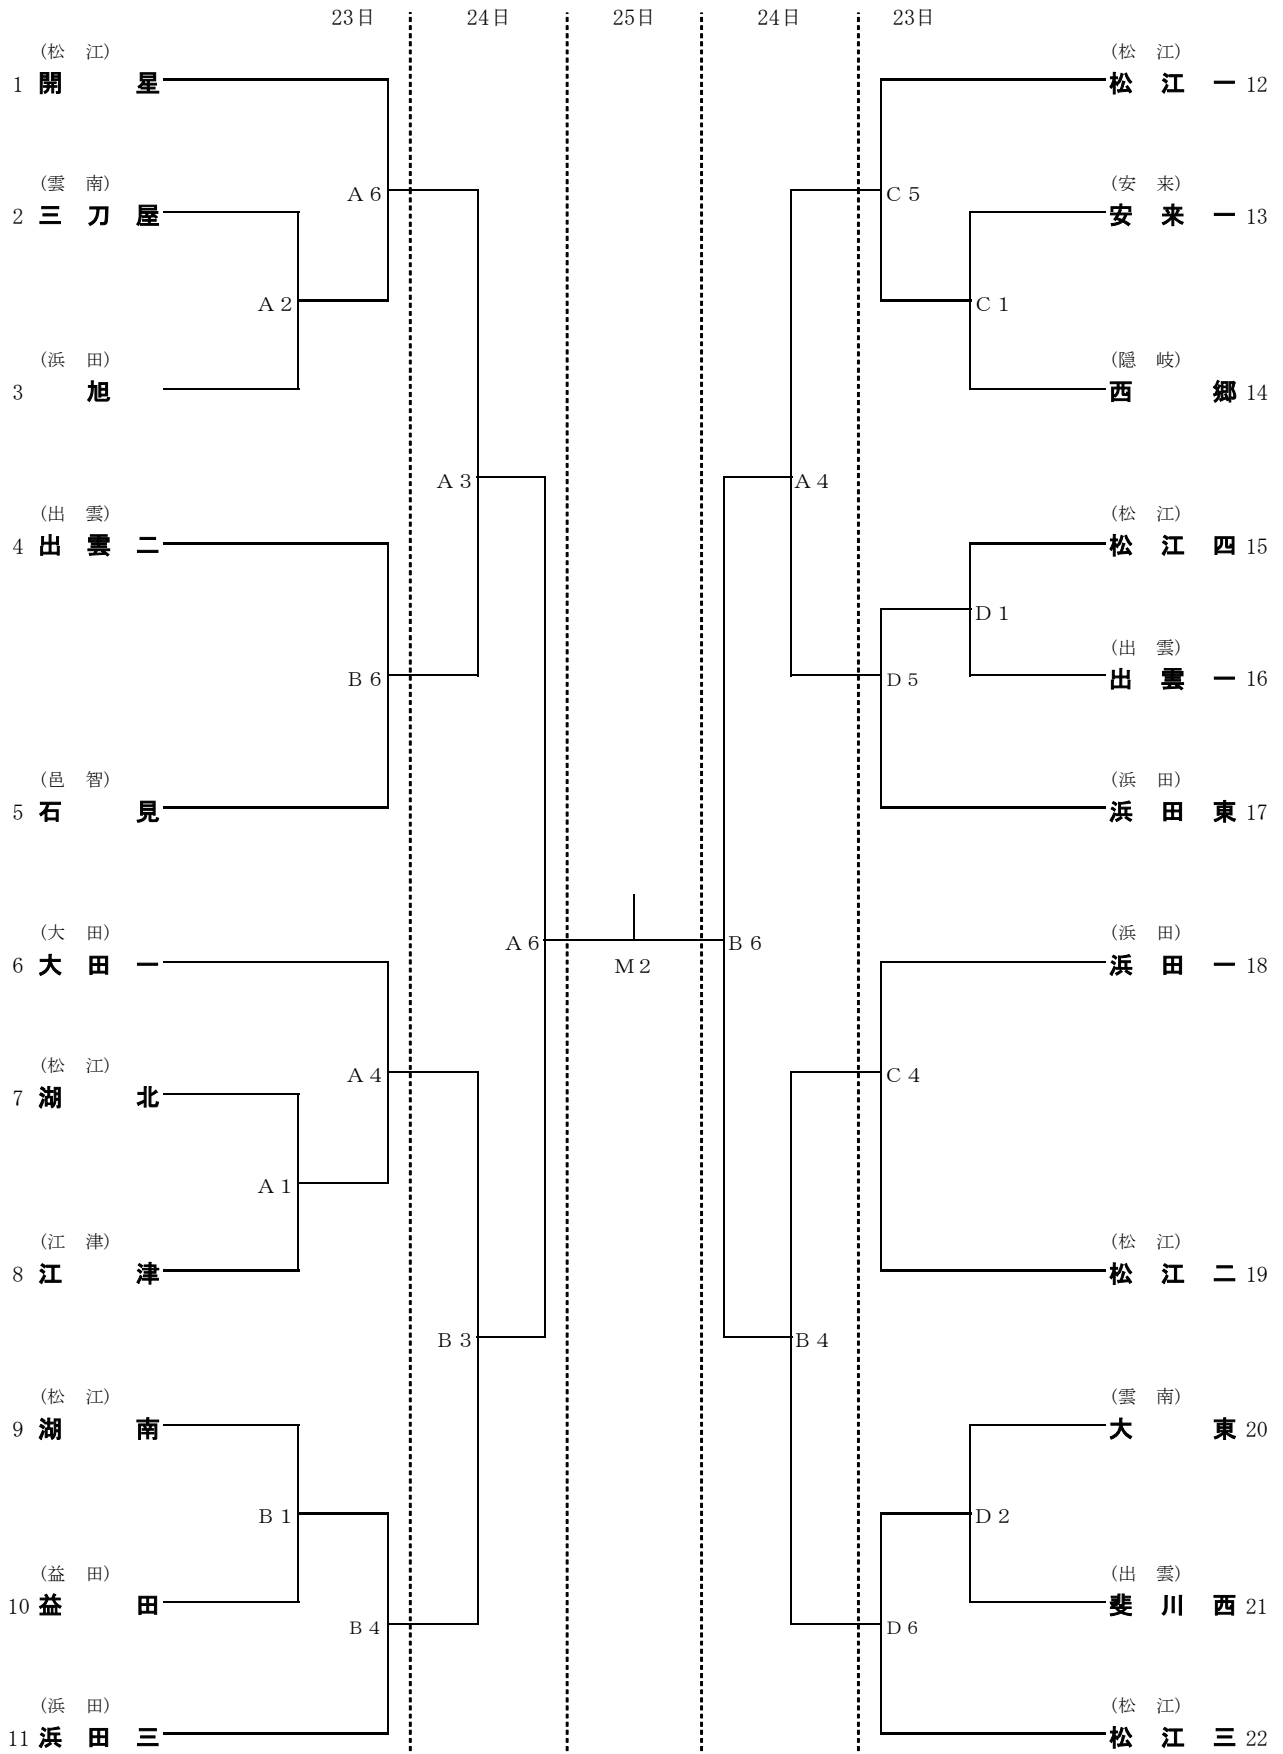 23日 24日 25日 24日 23日
(松 江) (松 江)
1 開 星 松 江 一 12
(雲 南) A 6 C 5 (安 来)
2 三 刀 屋 安 来 一 13
A 2 C 1
(浜 田) (隠 岐)
3 旭 西 郷 14
A 3 A 4
(出 雲) (松 江)
4 出 雲 二 松 江 四 15
D 1
(出 雲)
B 6 D 5 出 雲 一 16
(邑 智) (浜 田)
5 石 見 浜 田 東 17
(大 田) A 6 B 6 (浜 田)
6 大 田 一 M 2 浜 田 一 18
(松 江) A 4 C 4
7 湖 北
A 1
(江 津) (松 江)
8 江 津 松 江 二 19
B 3 B 4
(松 江) (雲 南)
9 湖 南 大 東 20
B 1 D 2
(益 田) (出 雲)
10 益 田 斐 川 西 21
B 4 D 6
(浜 田) (松 江)
11 浜 田 三 松 江 三 22